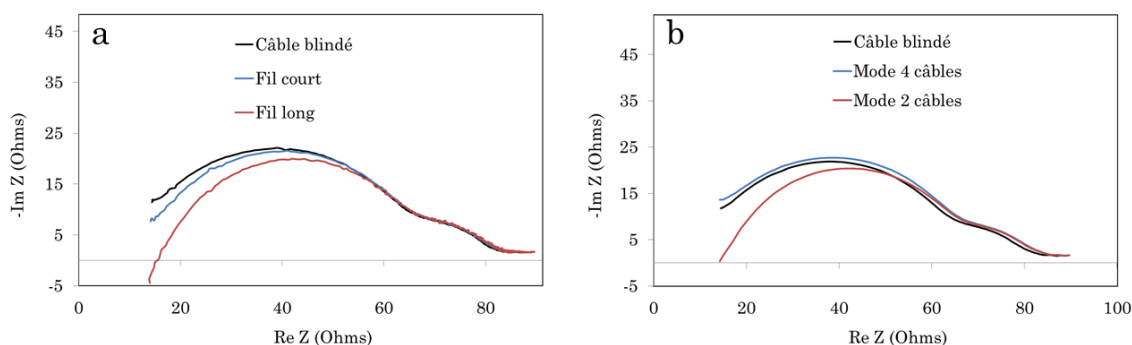 a
Câble blindé
Fil court
Fil long
45
35
25
15
5
-5
-Im Z (Ohms)
0
20
40
60
80
Re Z (Ohms)
b
Câble blindé
Mode 4 câbles
Mode 2 câbles
45
35
25
15
5
-5
-Im Z (Ohms)
0
20
40
60
80
100
Re Z (Ohms)